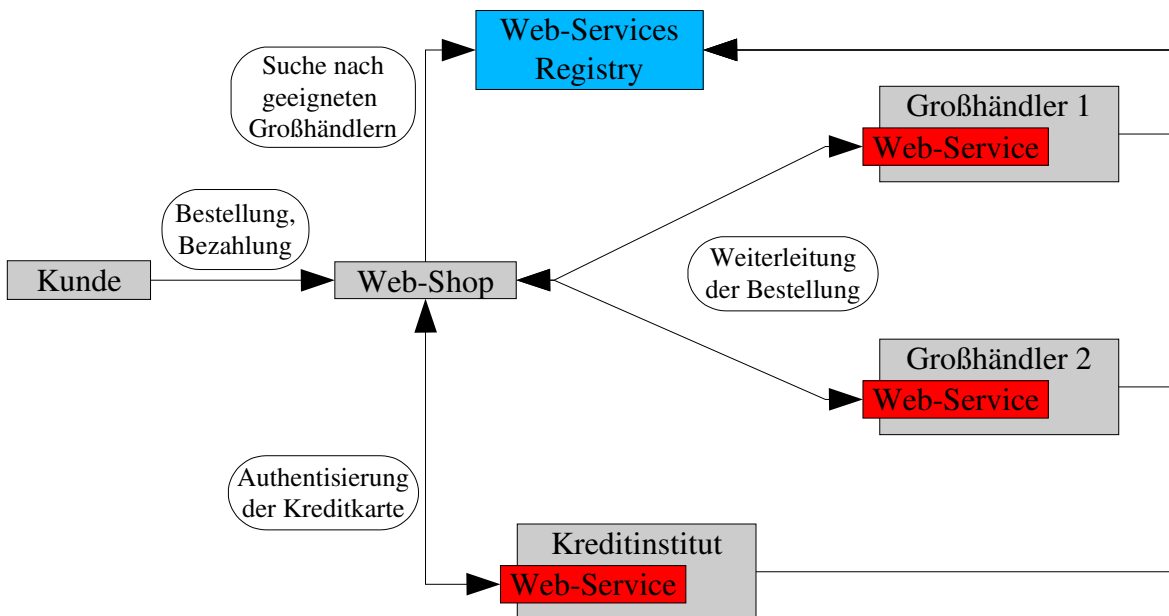 Web-Services
Registry
Suche nach
geeigneten
Großhändlern
Großhändler 1
Web-Service
Bestellung,
Bezahlung
Weiterleitung
der Bestellung
Kunde
Web-Shop
Großhändler 2
Web-Service
Authentisierung
der Kreditkarte
Kreditinstitut
Web-Service